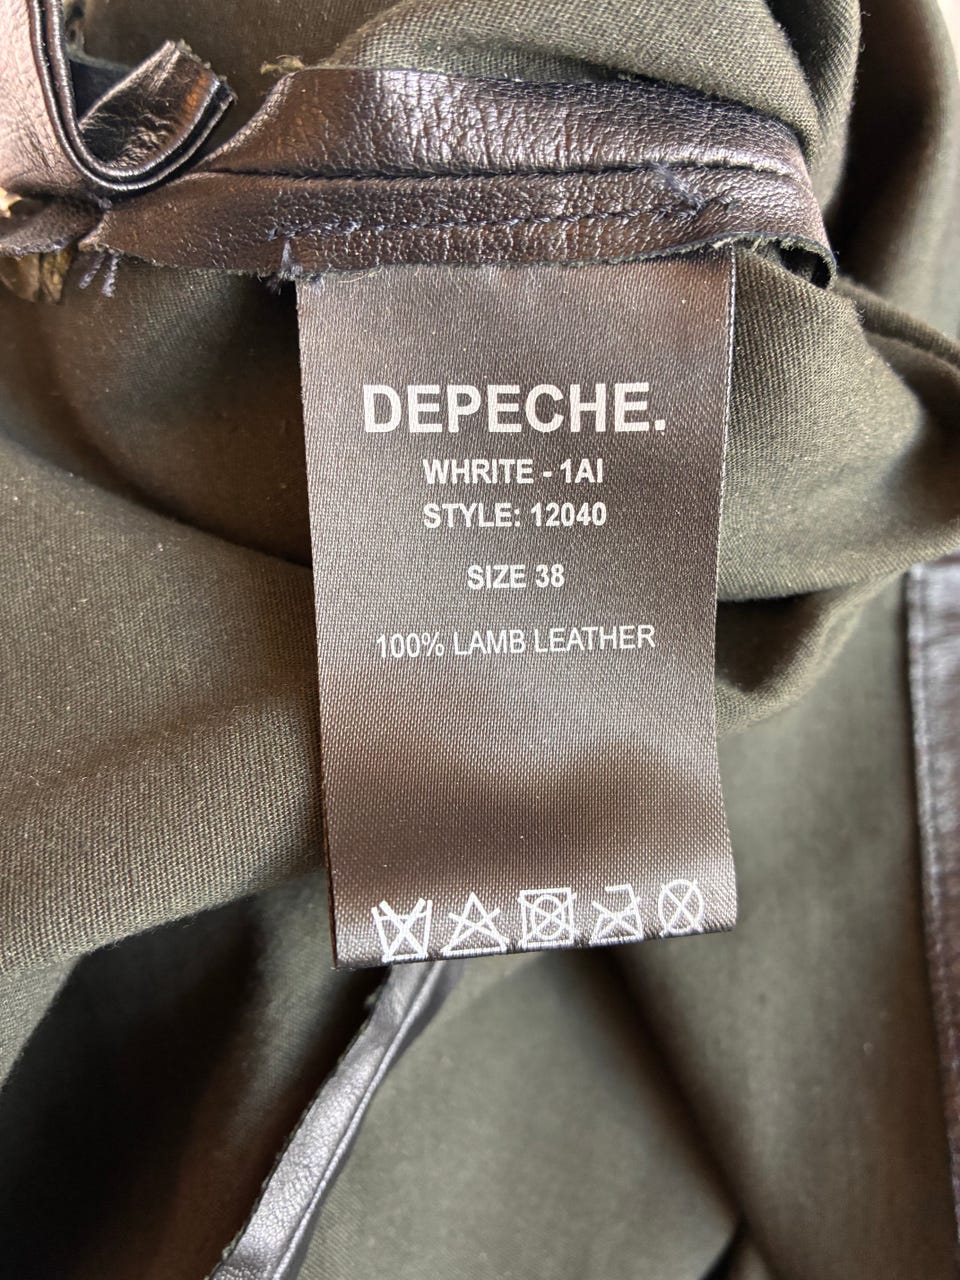 DEPECHE.
WHRITE - 1AI
STYLE: 12040
SIZE 38
100% LAMB LEATHER